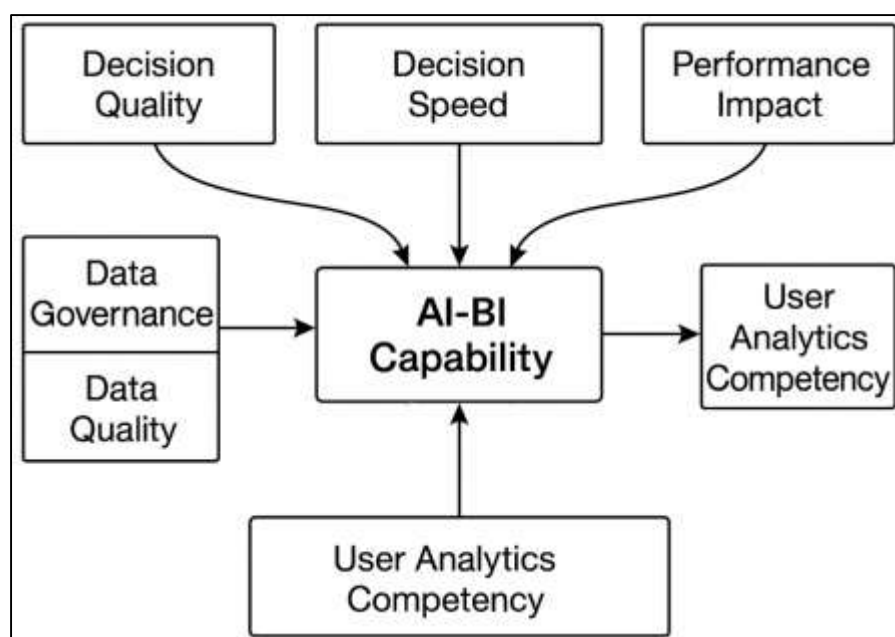 Decision
Quality
Decision
Speed
Performance
Impact
Data
Governance
Data
Quality
AI-BI
Capability
User
Analytics
Competency
User Analytics
Competency